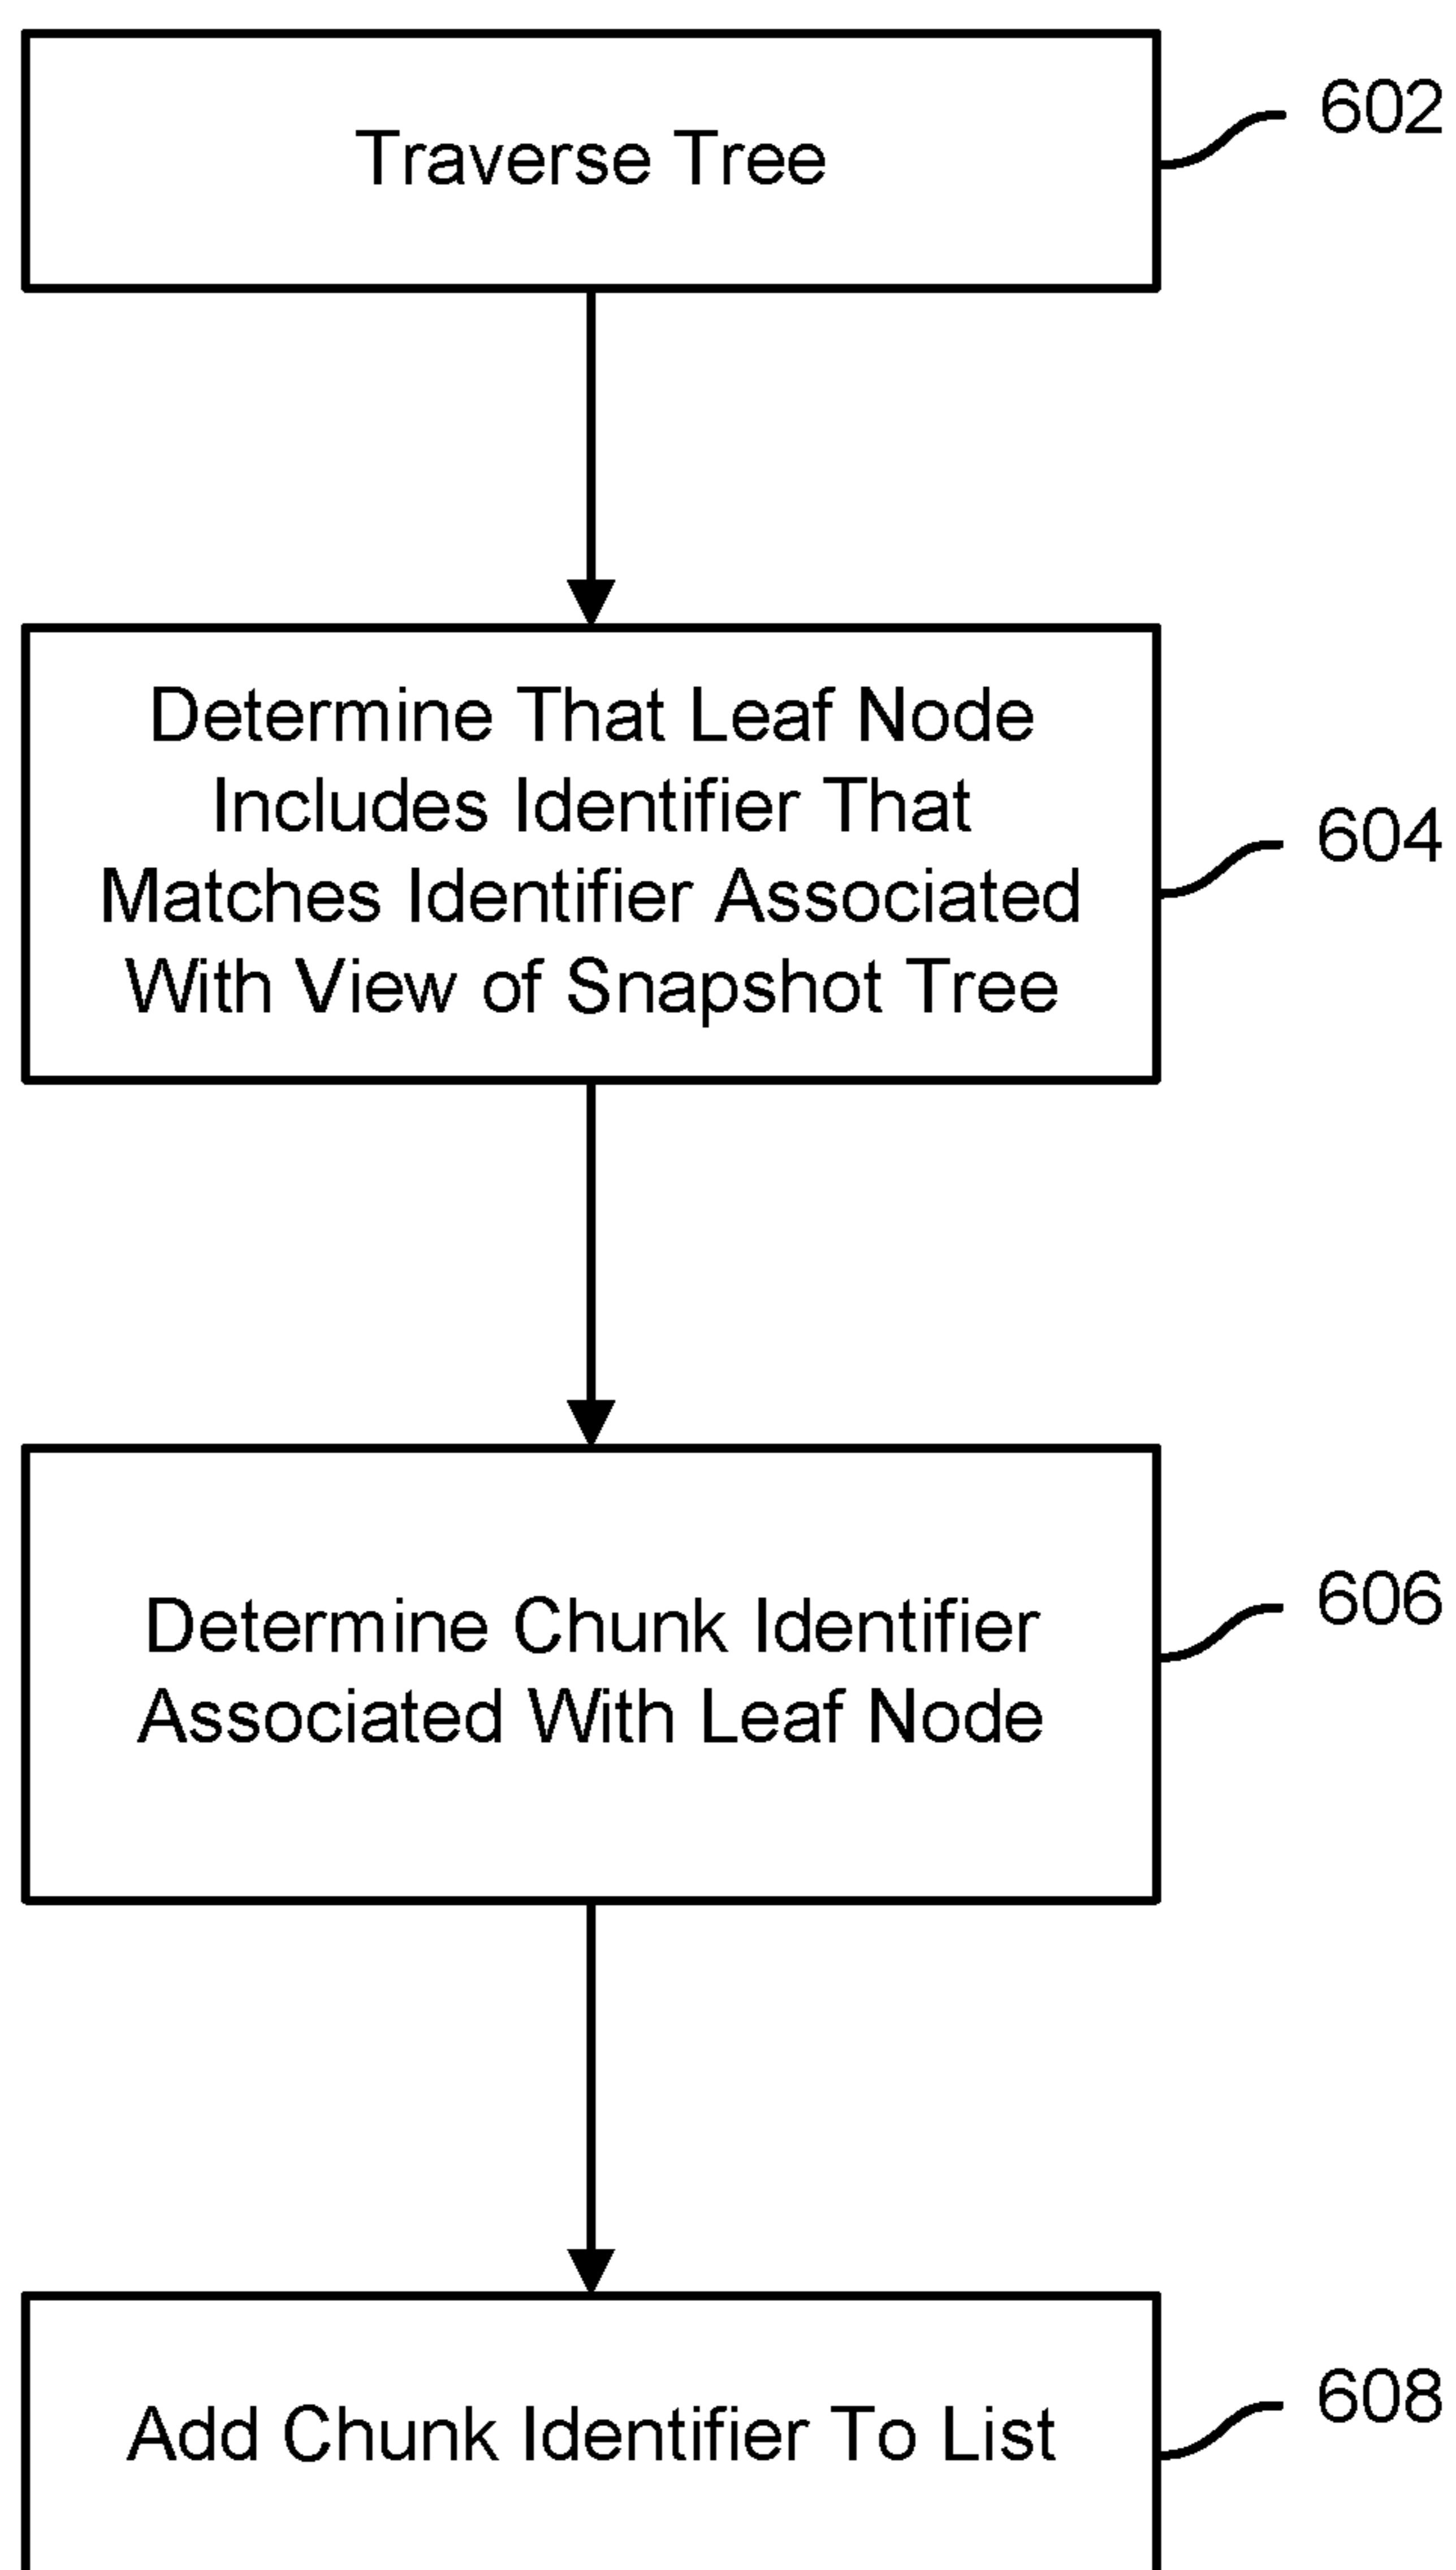 Traverse Tree
602
Determine That Leaf Node
Includes Identifier That
Matches Identifier Associated
With View of Snapshot Tree
604
Determine Chunk Identifier
Associated With Leaf Node
606
Add Chunk Identifier To List
608